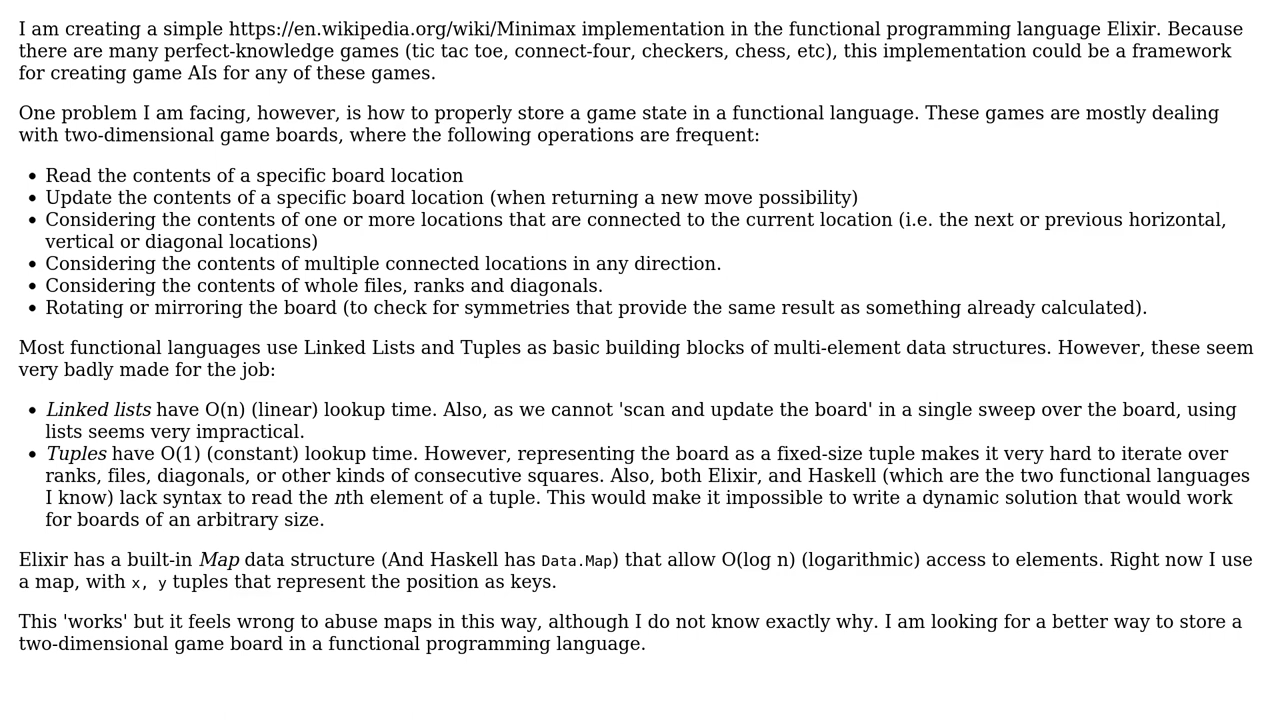 I am creating a simple https://en.wikipedia.org/wiki/Minimax implementation in the functional programming language Elixir. Because
there are many perfect-knowledge games (tic tac toe, connect-four, checkers, chess, etc), this implementation could be a framework
for creating game AIs for any of these games.
One problem I am facing, however, is how to properly store a game state in a functional language. These games are mostly dealing
with two-dimensional game boards, where the following operations are frequent:
• Read the contents of a specific board location
• Update the contents of a specific board location (when returning a new move possibility)
• Considering the contents of one or more locations that are connected to the current location (i.e. the next or previous horizontal,
vertical or diagonal locations)
• Considering the contents of multiple connected locations in any direction.
• Considering the contents of whole files, ranks and diagonals.
• Rotating or mirroring the board (to check for symmetries that provide the same result as something already calculated).
Most functional languages use Linked Lists and Tuples as basic building blocks of multi-element data structures. However, these seem
very badly made for the job:
• Linked lists have O(n) (linear) lookup time. Also, as we cannot 'scan and update the board' in a single sweep over the board, using
lists seems very impractical.
• Tuples have O(1) (constant) lookup time. However, representing the board as a fixed-size tuple makes it very hard to iterate over
ranks, files, diagonals, or other kinds of consecutive squares. Also, both Elixir, and Haskell (which are the two functional languages
I know) lack syntax to read the nth element of a tuple. This would make it impossible to write a dynamic solution that would work
for boards of an arbitrary size.
Elixir has a built-in Map data structure (And Haskell has Data.Map) that allow O(log n) (logarithmic) access to elements. Right now I use
a map, with x, y tuples that represent the position as keys.
This 'works' but it feels wrong to abuse maps in this way, although I do not know exactly why. I am looking for a better way to store a
two-dimensional game board in a functional programming language.